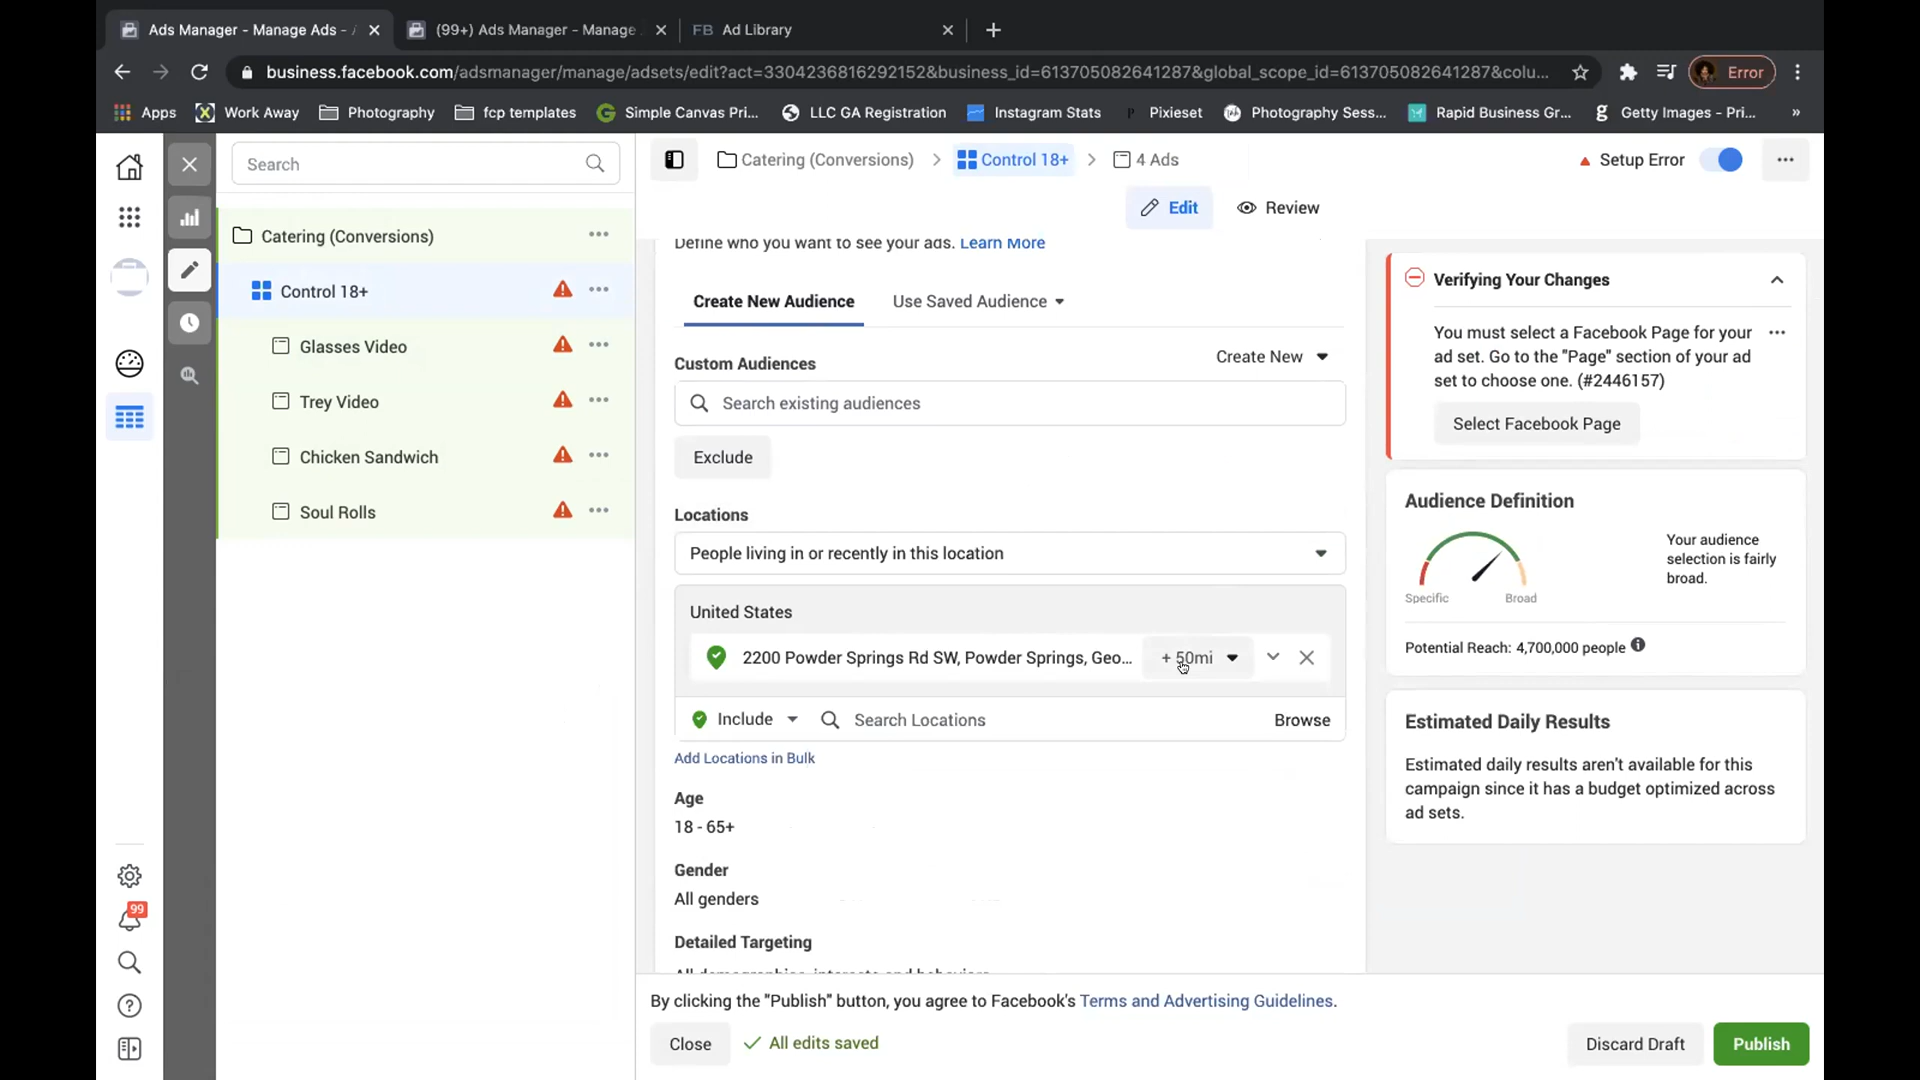 Ads Manager - Manage Ads - 
(99+) Ads Manager - Manage
FB Ad Library
business.facebook.com/adsmanager/manage/adsets/edit?act=3304236816292152&business_id=613705082641287&global_scope_id=613705082641287&colu...
Error
Apps
Work Away
Photography
fcp templates
Simple Canvas Pri...
LLC GA Registration
Instagram Stats
Pixieset
Photography Sess...
Rapid Business Gr...
Getty Images - Pri...
»
Search
Catering (Conversions)
Control 18+
Glasses Video
Trey Video
Chicken Sandwich
Soul Rolls
99
Catering (Conversions)
Control 18+
4 Ads
Setup Error
Edit
Review
Define who you want to see your ads. Learn More
Create New Audience
Use Saved Audience
Custom Audiences
Create New
Search existing audiences
Exclude
Locations
People living in or recently in this location
United States
2200 Powder Springs Rd SW, Powder Springs, Geo...
+ 50mi
Include
Search Locations
Browse
Add Locations in Bulk
Age
18 - 65+
Gender
All genders
Detailed Targeting
All demographics, interests and behaviors
Verifying Your Changes
You must select a Facebook Page for your
ad set. Go to the "Page" section of your ad
set to choose one. (#2446157)
Select Facebook Page
Audience Definition
Your audience
selection is fairly
broad.
Specific
Broad
Potential Reach: 4,700,000 people
Estimated Daily Results
Estimated daily results aren't available for this
campaign since it has a budget optimized across
ad sets.
By clicking the "Publish" button, you agree to Facebook's Terms and Advertising Guidelines.
Close
All edits saved
Discard Draft
Publish